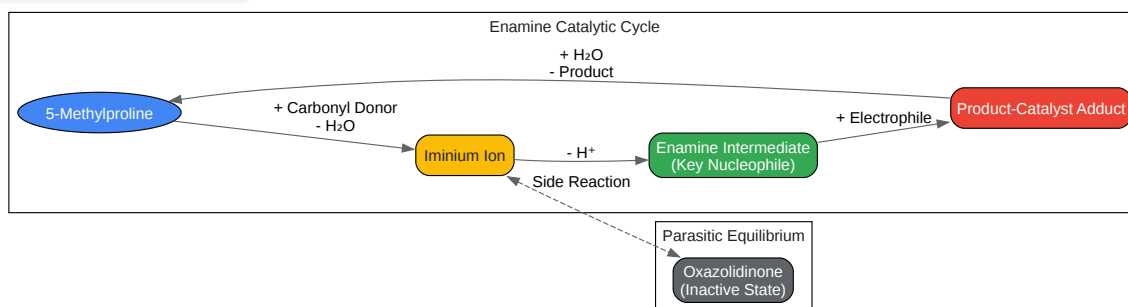 Enamine Catalytic Cycle
+ H₂O
- Product
5-Methylproline
+ Carbonyl Donor
- H₂O
Iminium Ion
- H⁺
Enamine Intermediate
(Key Nucleophile)
+ Electrophile
Product-Catalyst Adduct
Side Reaction
Parasitic Equilibrium
Oxazolidinone
(Inactive State)